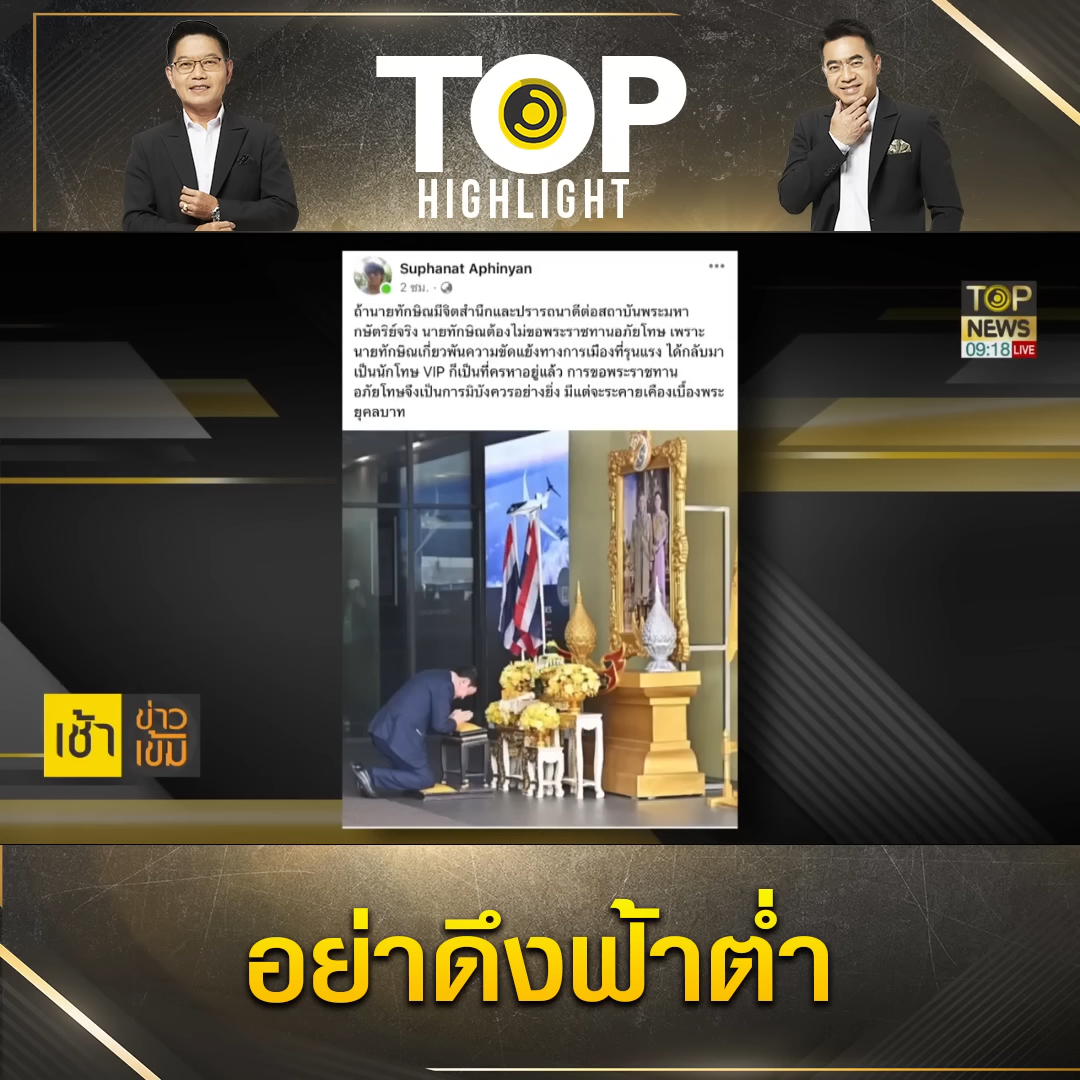 TOP
HIGHLIGHT
Suphanat Aphinyan
2 ชม.
ถ้านายทักษิณมีจิตสำนึกและปรารถนาดีต่อสถาบันพระมหา
กษัตริย์จริง นายทักษิณต้องไม่ขอพระราชทานอภัยโทษ เพราะ
นายทักษิณเกี่ยวพันความขัดแย้งทางการเมืองที่รุนแรง ได้กลับมา
เป็นนักโทษ VIP ก็เป็นที่ครหาอยู่แล้ว การขอพระราชทาน
อภัยโทษจึงเป็นการมิบังควรอย่างยิ่ง มีแต่จะระคายเคืองเบื้องพระ
ยุคลบาท
TOP
NEWS
09:18 LIVE
เช้า
ข่าว
เข้ม
อย่าดึงฟ้าต่ำ